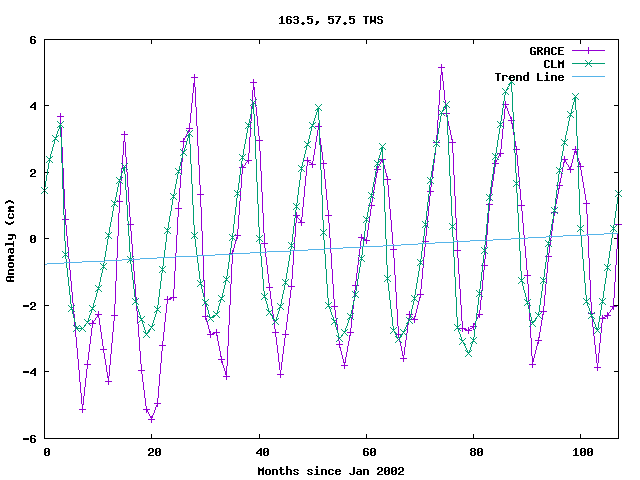 163.5, 57.5 TWS
GRACE
CLM
Trend Line
6
4
2
0
-2
-4
-6
Anomaly (cm)
0 20 40 60 80 100
Months since Jan 2002